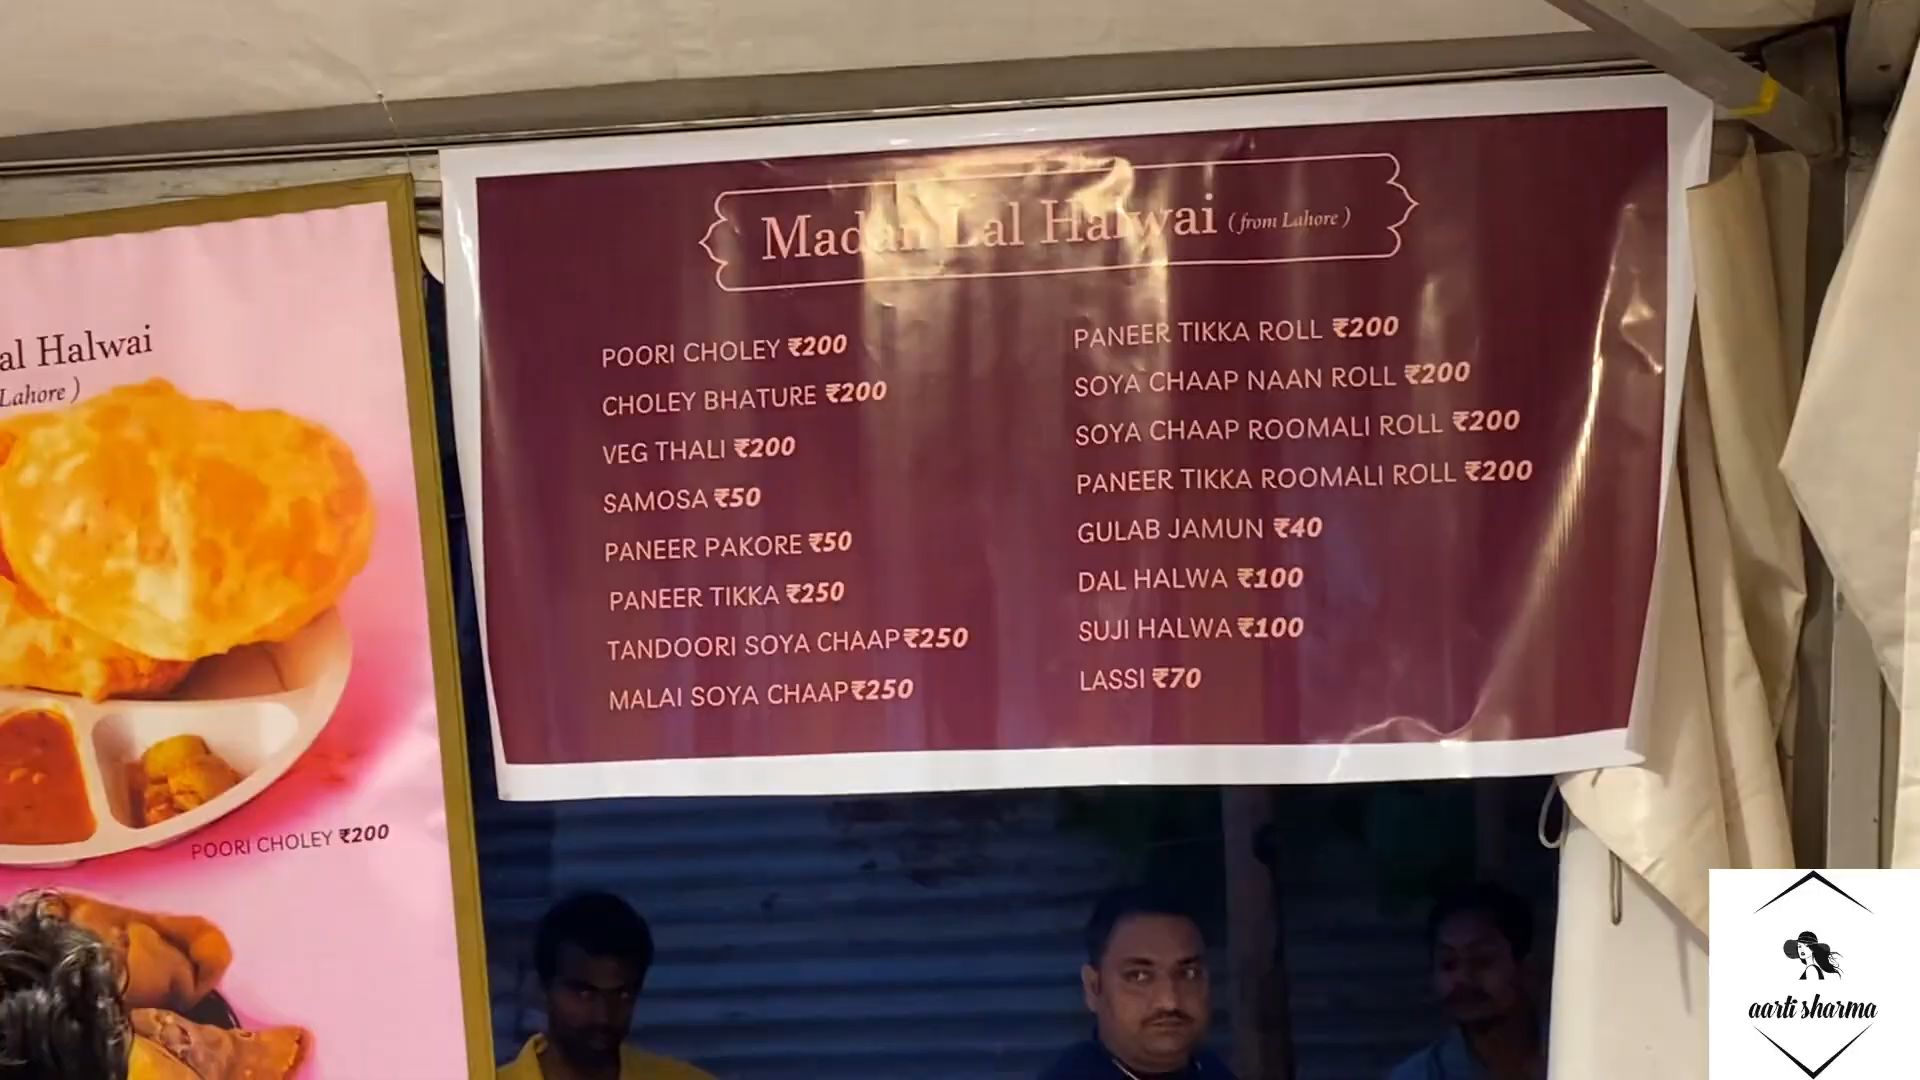 al Halwai
Lahore )
POORI CHOLEY ₹200
Madan Lal Halwai ( from Lahore )
POORI CHOLEY ₹200
CHOLEY BHATURE ₹200
VEG THALI ₹200
SAMOSA ₹50
PANEER PAKORE ₹50
PANEER TIKKA ₹250
TANDOORI SOYA CHAAP ₹250
MALAI SOYA CHAAP ₹250
PANEER TIKKA ROLL ₹200
SOYA CHAAP NAAN ROLL ₹200
SOYA CHAAP ROOMALI ROLL ₹200
PANEER TIKKA ROOMALI ROLL ₹200
GULAB JAMUN ₹40
DAL HALWA ₹100
SUJI HALWA ₹100
LASSI ₹70
aarti sharma